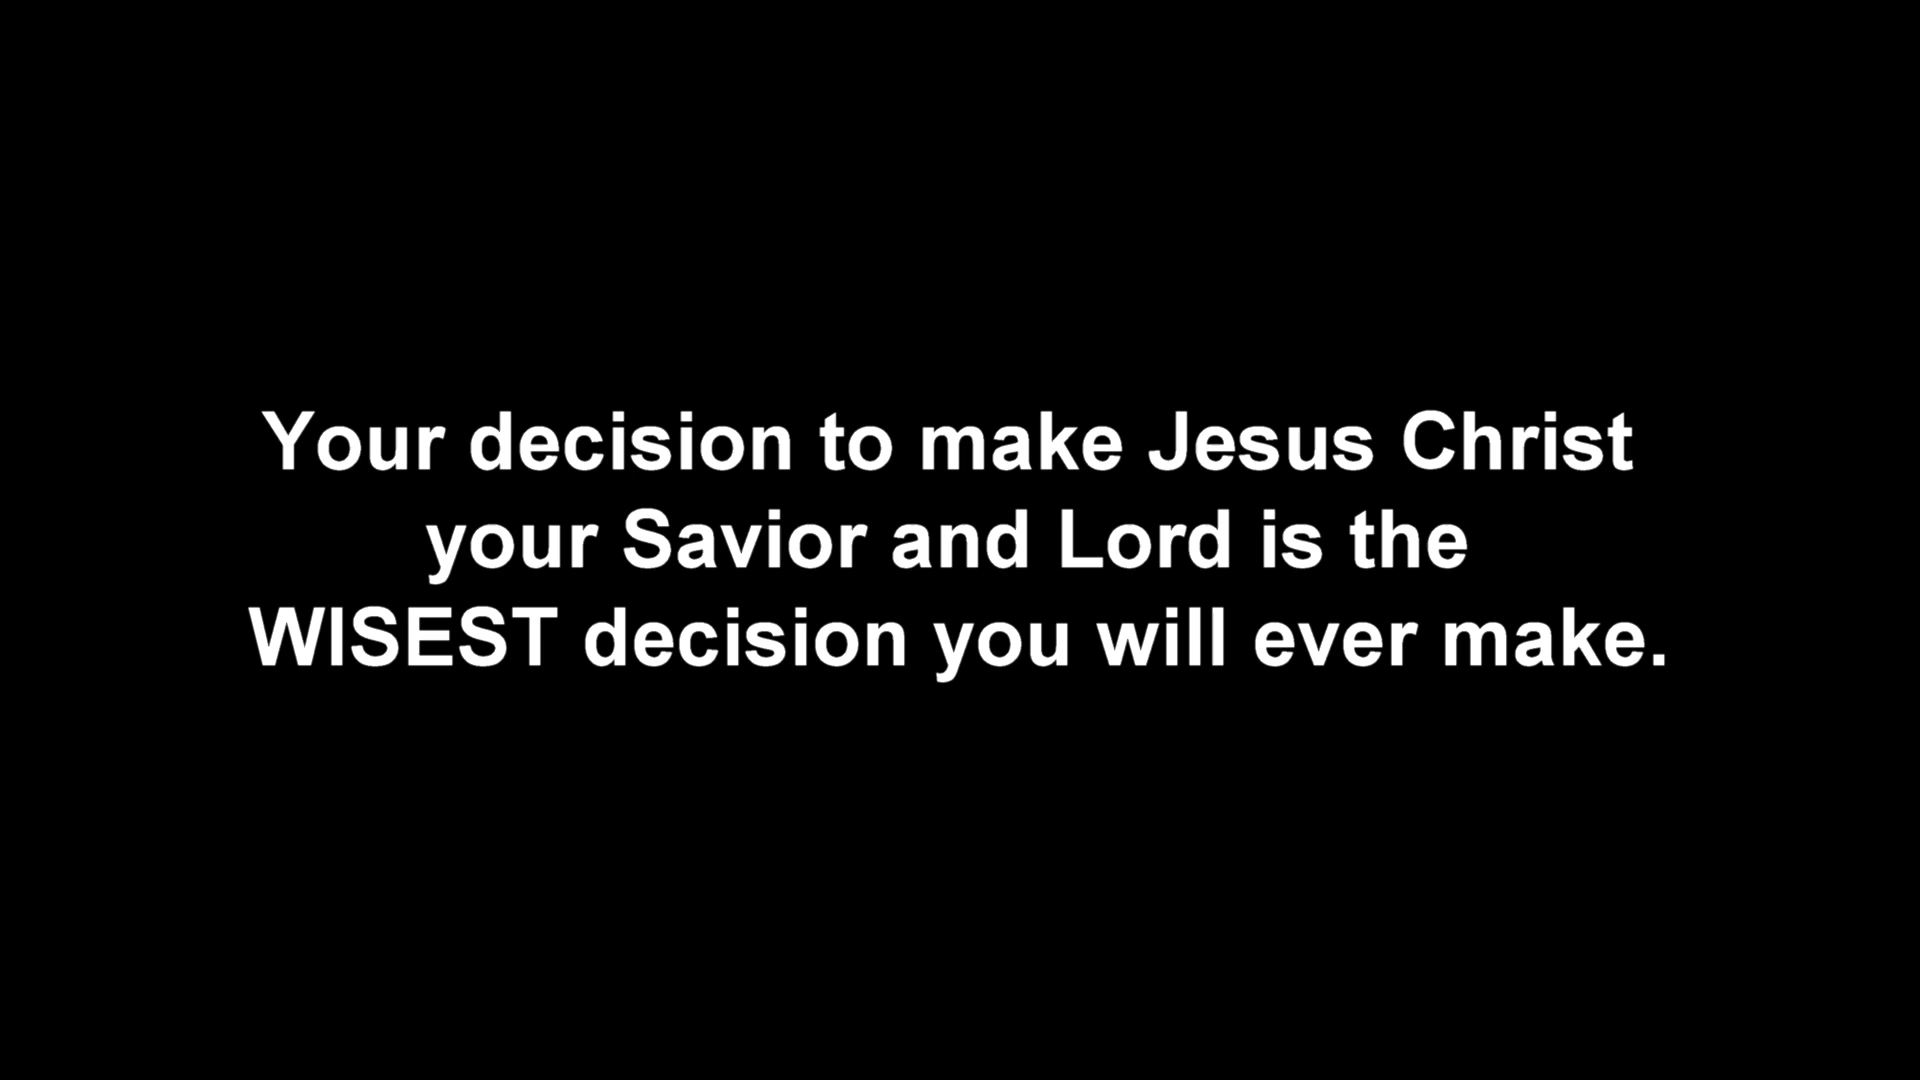 Your decision to make Jesus Christ
your Savior and Lord is the
WISEST decision you will ever make.